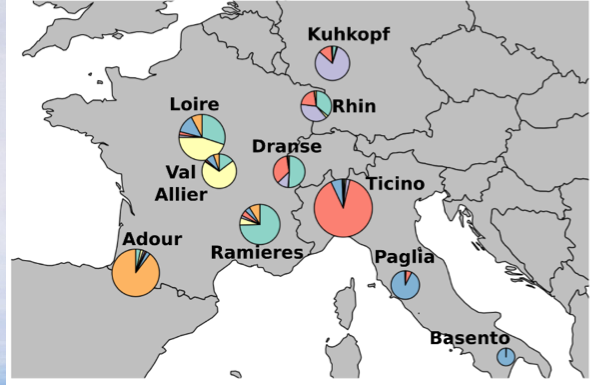 Kuhkopf
Loire
Rhin
Dranse
Val
Allier
Ticino
Adour
Ramieres
Paglia
Basento